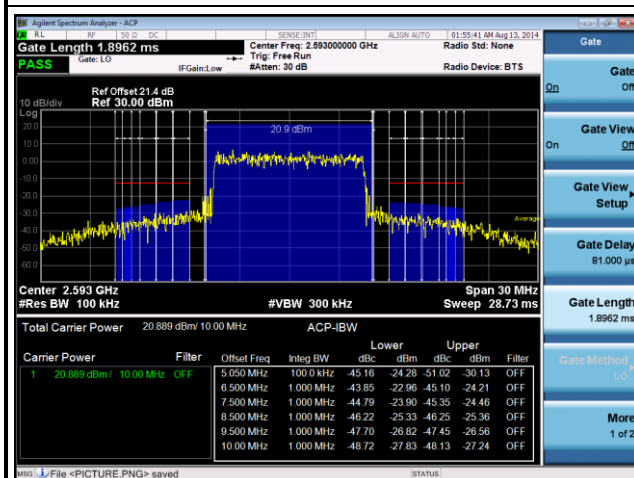 Agilent Spectrum Analyzer - ACP
RL RF 50 Ω DC SENSE:INT ALIGN AUTO 01:55:41 AM Aug 13, 2014
Gate Length 1.8962 ms
Center Freq: 2.593000000 GHz
Radio Std: None
PASS
Gate: LO
IFGain:Low
Trig: Free Run
#Atten: 30 dB
Radio Device: BTS
Ref Offset 21.4 dB
10 dB/div Ref 30.00 dBm
Log
20.0
10.0
0.00
-10.0
-20.0
-30.0
-40.0
-50.0
-60.0
20.9 dBm
Average
Center 2.593 GHz Span 30 MHz
#Res BW 100 kHz #VBW 300 kHz Sweep 28.73 ms
Total Carrier Power 20.889 dBm/ 10.00 MHz ACP-IBW
Lower Upper
Carrier Power Filter Offset Freq Integ BW dBc dBm dBc dBm Filter
1 20.889 dBm / 10.00 MHz OFF 5.050 MHz 100.0 kHz -45.16 -24.28 -51.02 -30.13 OFF
6.500 MHz 1.000 MHz -43.85 -22.96 -45.10 -24.21 OFF
7.500 MHz 1.000 MHz -44.79 -23.90 -45.35 -24.46 OFF
8.500 MHz 1.000 MHz -46.22 -25.33 -46.25 -25.36 OFF
9.500 MHz 1.000 MHz -47.70 -26.82 -47.45 -26.56 OFF
10.00 MHz 1.000 MHz -48.72 -27.83 -48.13 -27.24 OFF
MSG File <PICTURE.PNG> saved STATUS
Gate
Gate
On Off
Gate View
On Off
Gate View
Setup
Gate Delay
81.000 µs
Gate Length
1.8962 ms
Gate Method
LO
More
1 of 2